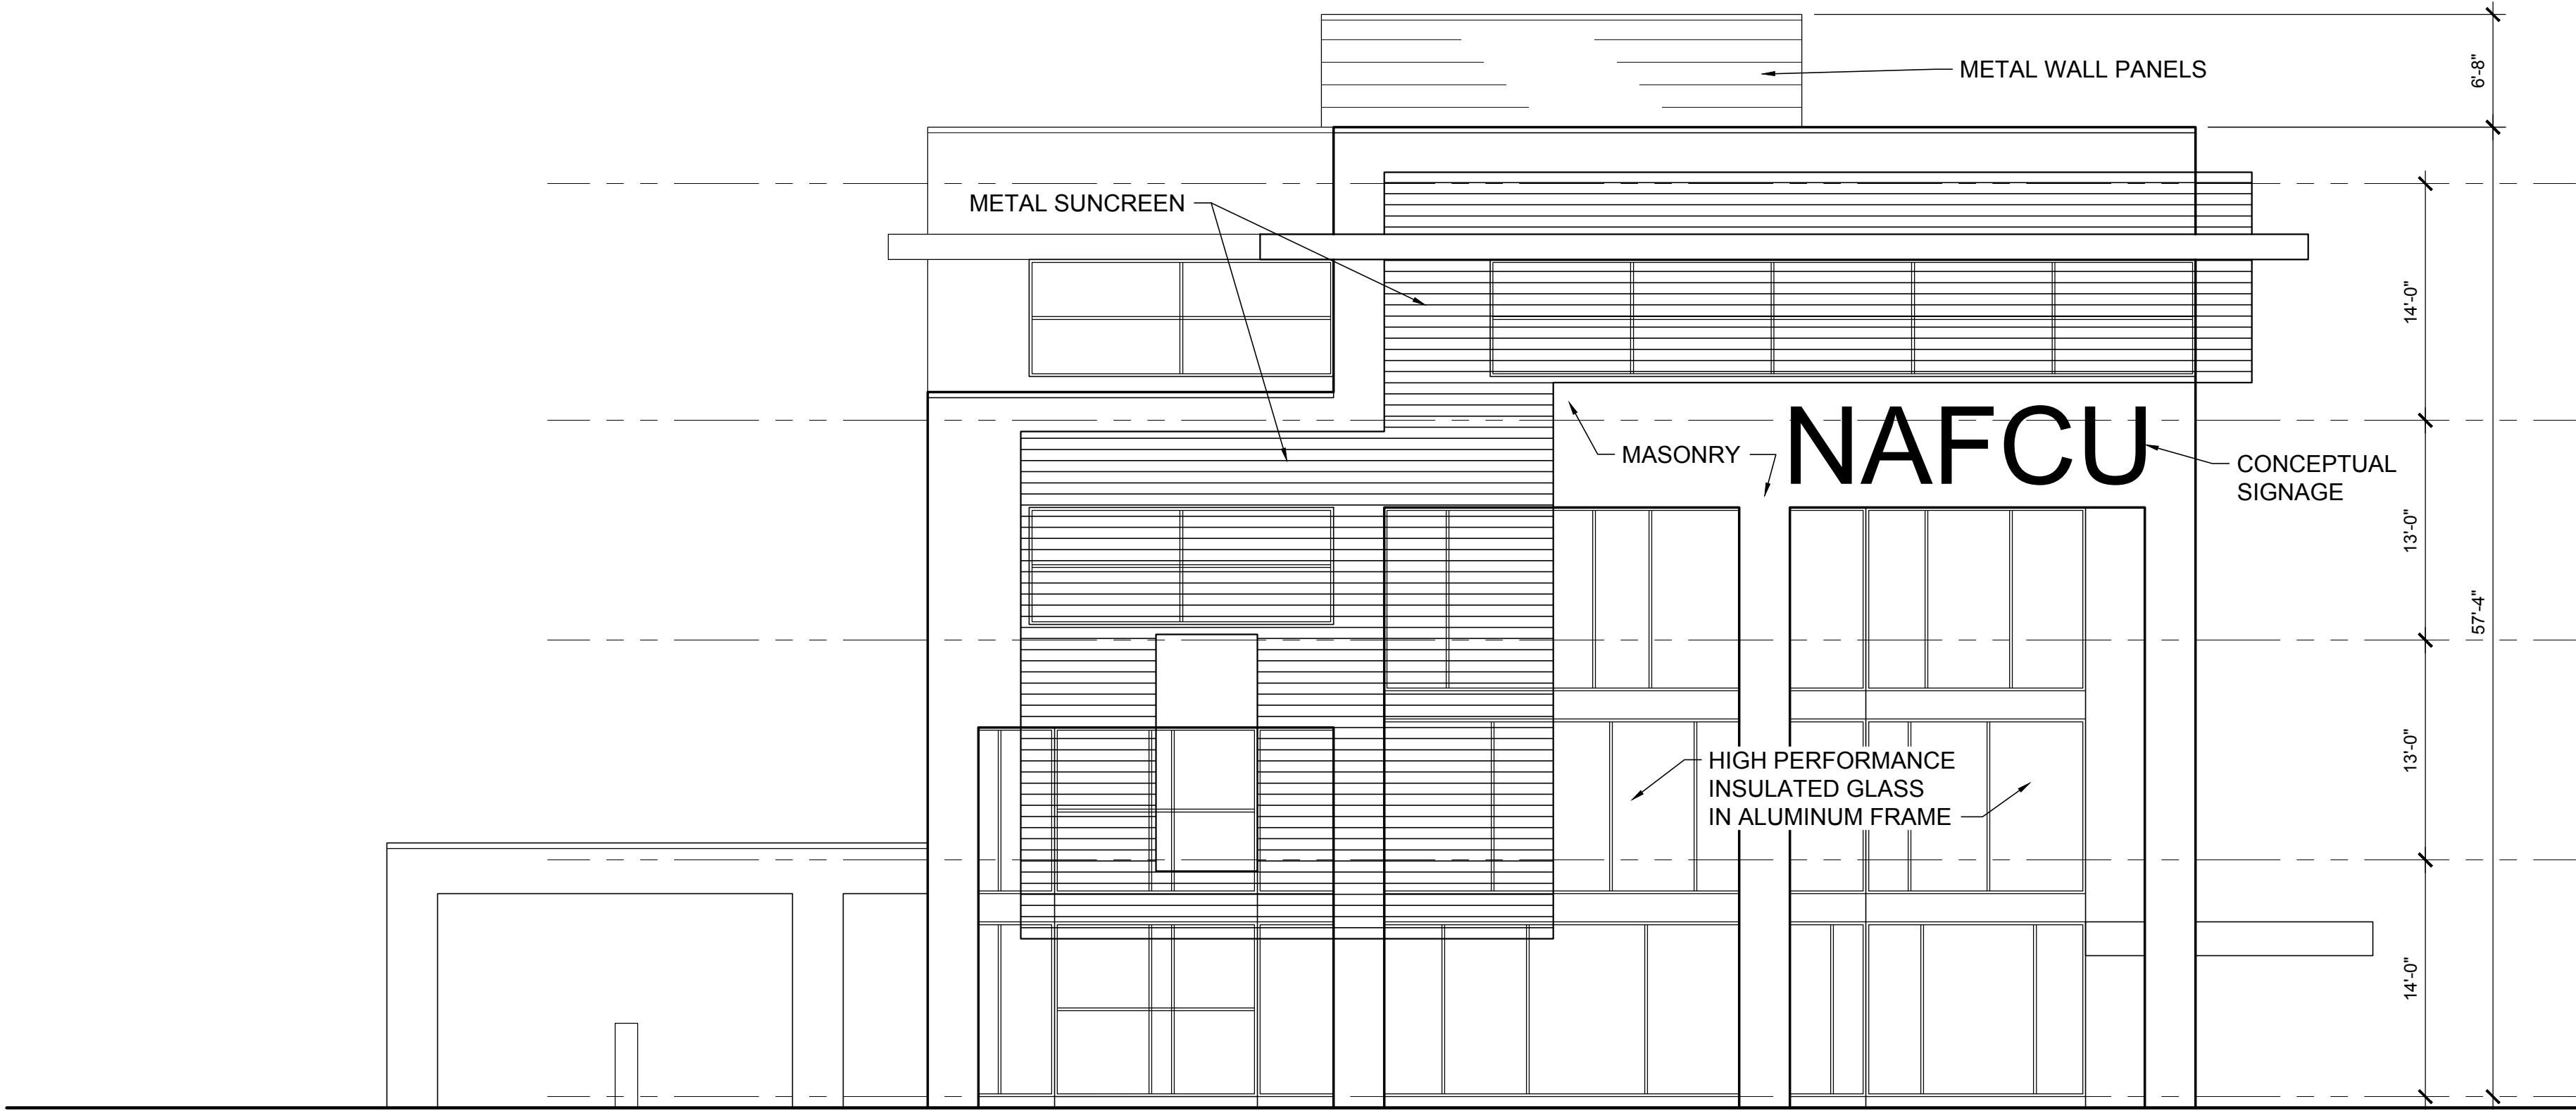 METAL WALL PANELS
6'-8"
METAL SUNCREEN
14'-0"
NAFCU
MASONRY
CONCEPTUAL
SIGNAGE
13'-0"
57'-4"
HIGH PERFORMANCE
INSULATED GLASS
IN ALUMINUM FRAME
13'-0"
14'-0"